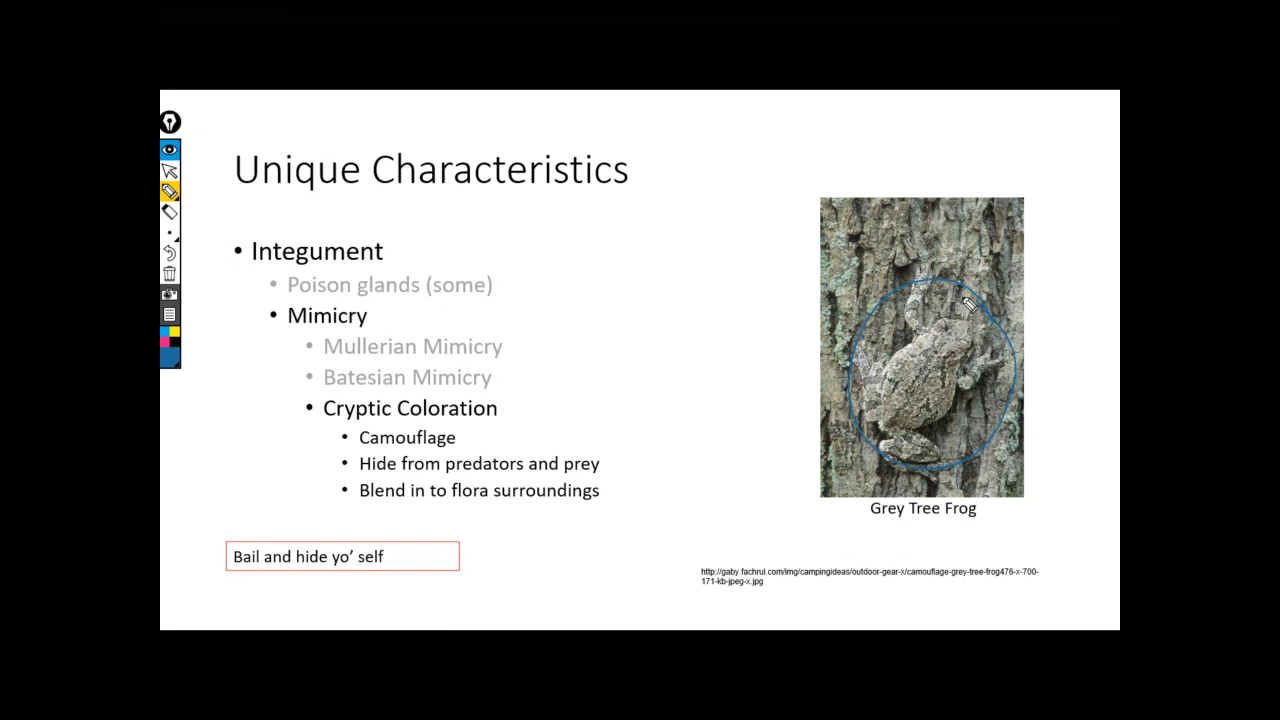 Unique Characteristics
• Integument
• Poison glands (some)
• Mimicry
• Mullerian Mimicry
• Batesian Mimicry
• Cryptic Coloration
• Camouflage
• Hide from predators and prey
• Blend in to flora surroundings
Bail and hide yo’ self
Grey Tree Frog
http://gaby.fachrul.com/img/campingideas/outdoor-gear-x/camouflage-grey-tree-frog476-x-700-
171-kb-jpeg-x.jpg